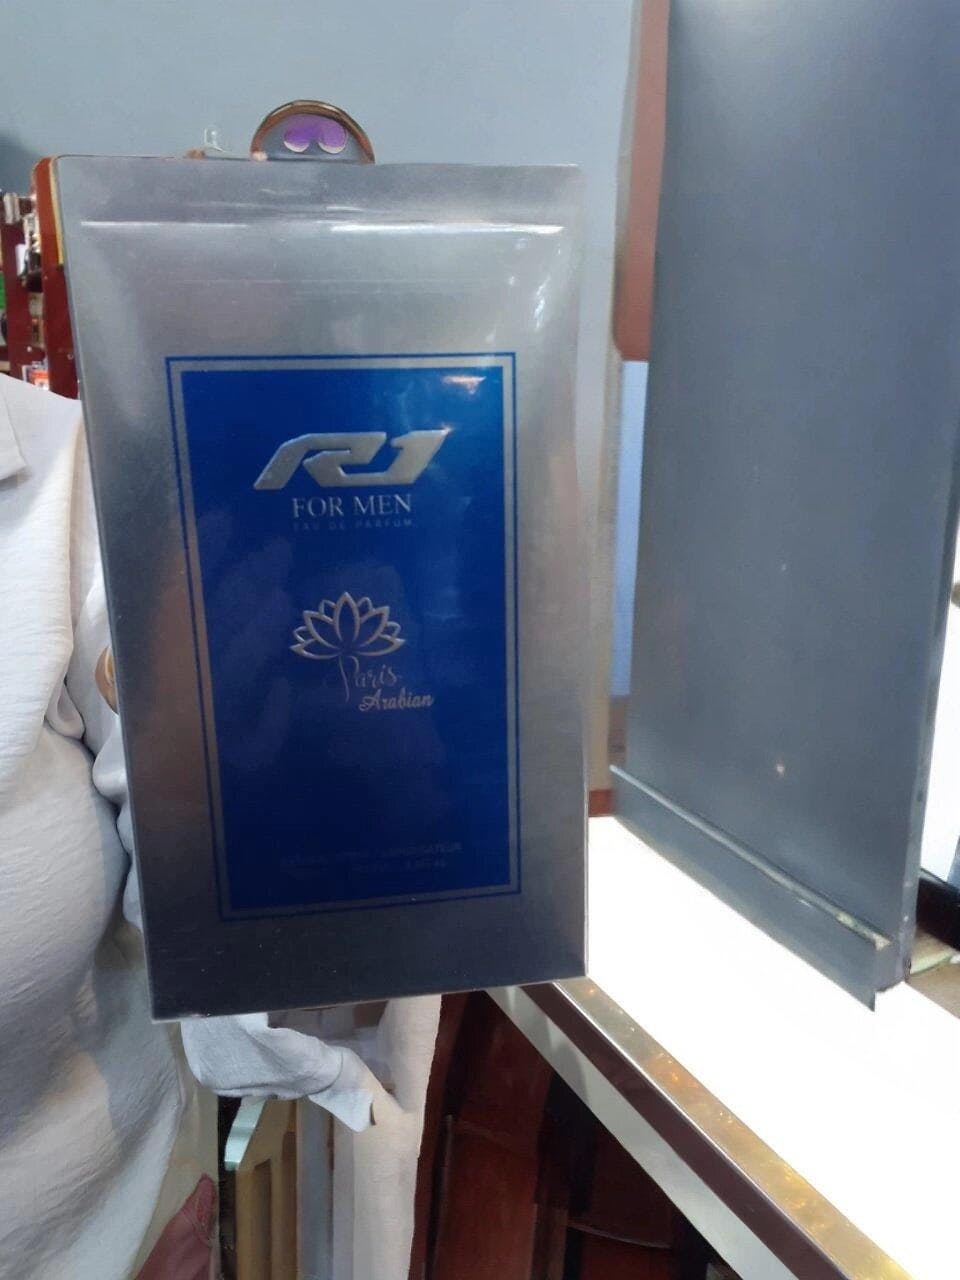 R1
FOR MEN
EAU DE PARFUM
Paris
Arabian